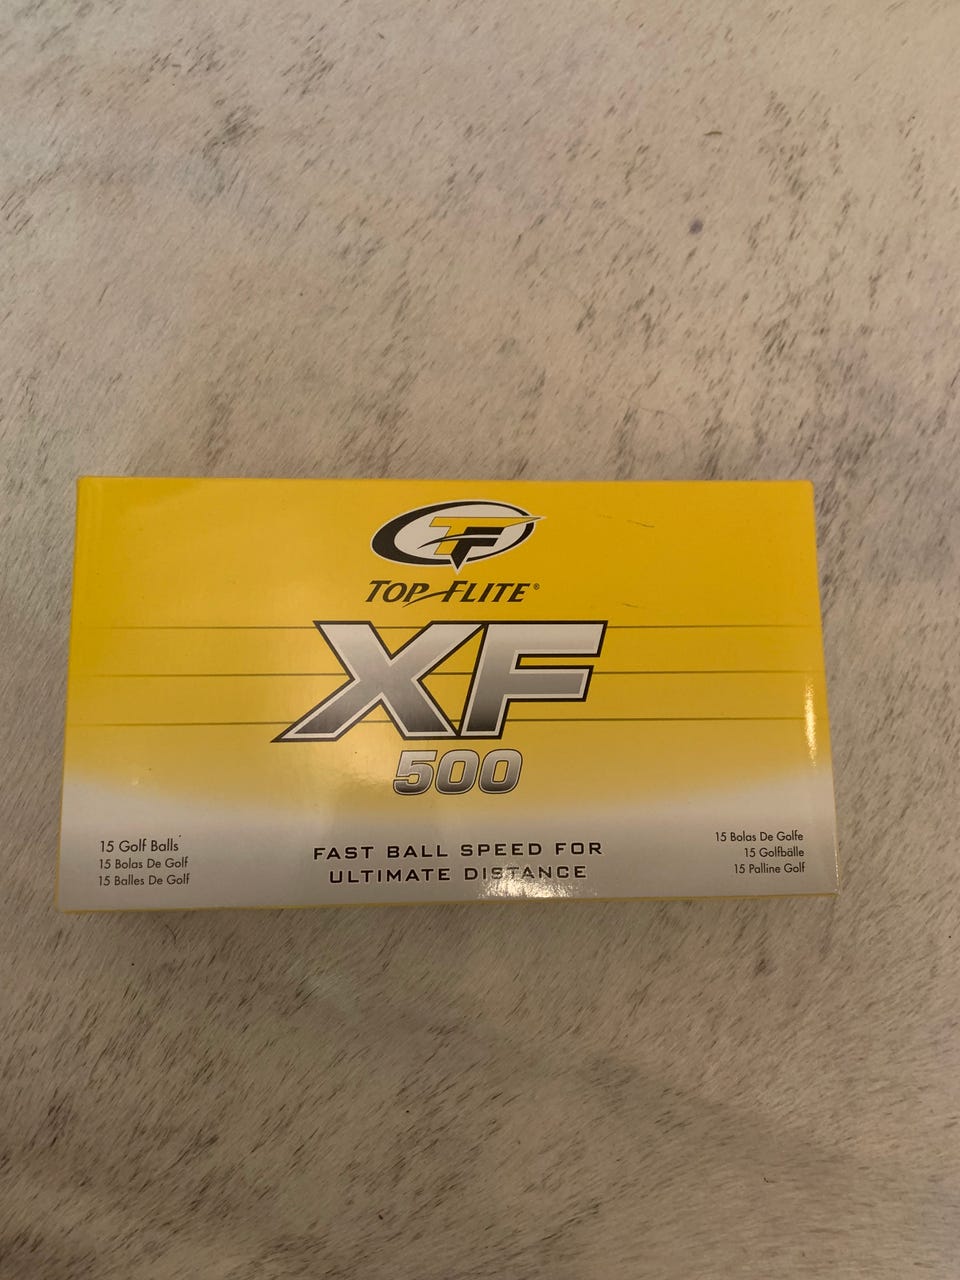 TF
TOP FLITE®
XF
500
15 Golf Balls
15 Bolas De Golf
15 Balles De Golf
FAST BALL SPEED FOR
ULTIMATE DISTANCE
15 Bolas De Golfe
15 Golfbälle
15 Palline Golf